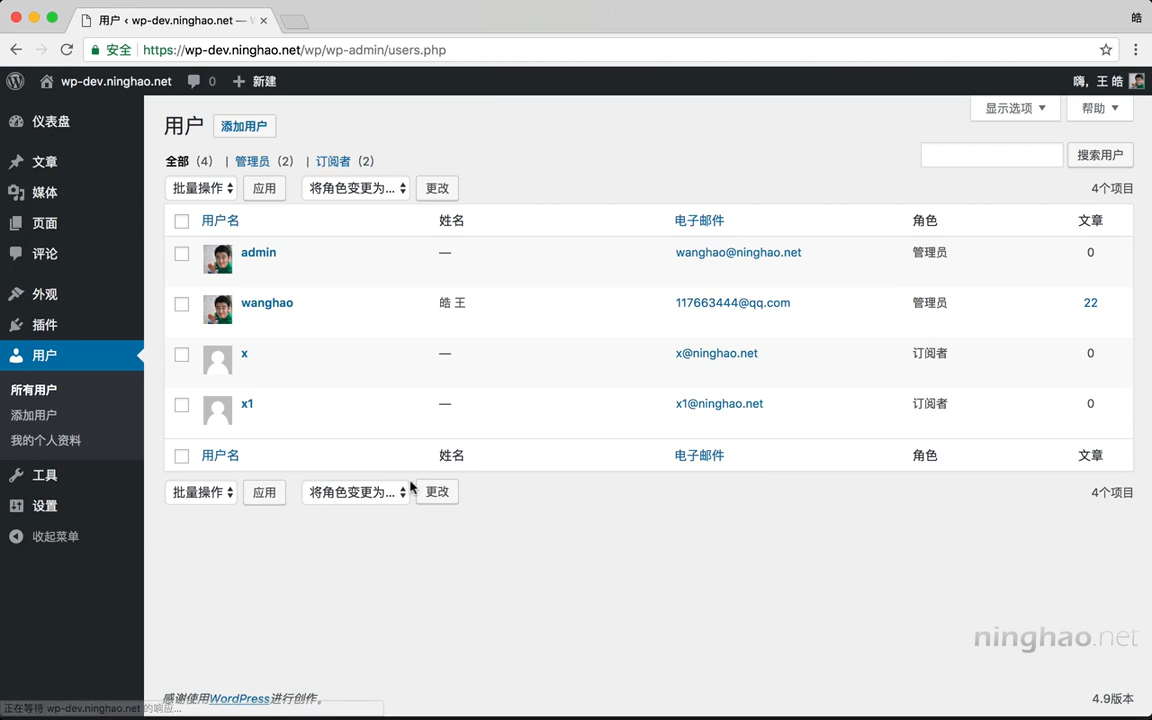 用户 ‹ wp-dev.ninghao.net —
皓
安全
https://wp-dev.ninghao.net/wp/wp-admin/users.php
wp-dev.ninghao.net
0
新建
嗨，王 皓
仪表盘
文章
媒体
页面
评论
外观
插件
用户
所有用户
添加用户
我的个人资料
工具
设置
收起菜单
显示选项
帮助
用户
添加用户
全部 (4) | 管理员 (2) | 订阅者 (2)
搜索用户
批量操作
应用
将角色变更为...
更改
4个项目
用户名 姓名 电子邮件 角色 文章
admin — wanghao@ninghao.net 管理员 0
wanghao 皓 王 117663444@qq.com 管理员 22
x — x@ninghao.net 订阅者 0
x1 — x1@ninghao.net 订阅者 0
用户名 姓名 电子邮件 角色 文章
批量操作
应用
将角色变更为...
更改
4个项目
ninghao.net
感谢使用WordPress进行创作。
4.9版本
正在等待 wp-dev.ninghao.net 的响应...